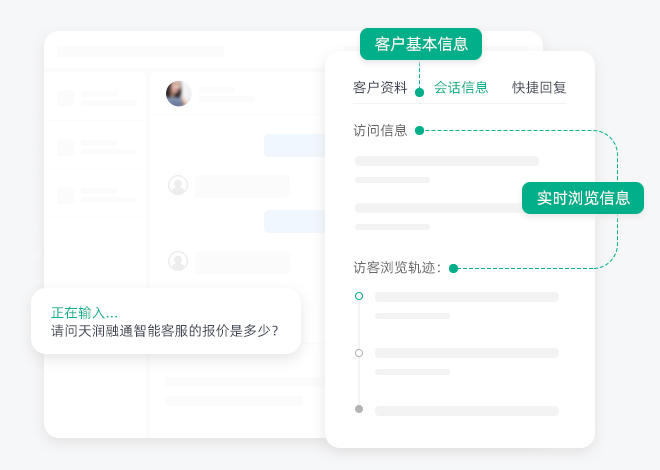 客户基本信息
客户资料 会话信息 快捷回复
访问信息
实时浏览信息
访客浏览轨迹：
正在输入...
请问天润融通智能客服的报价是多少？